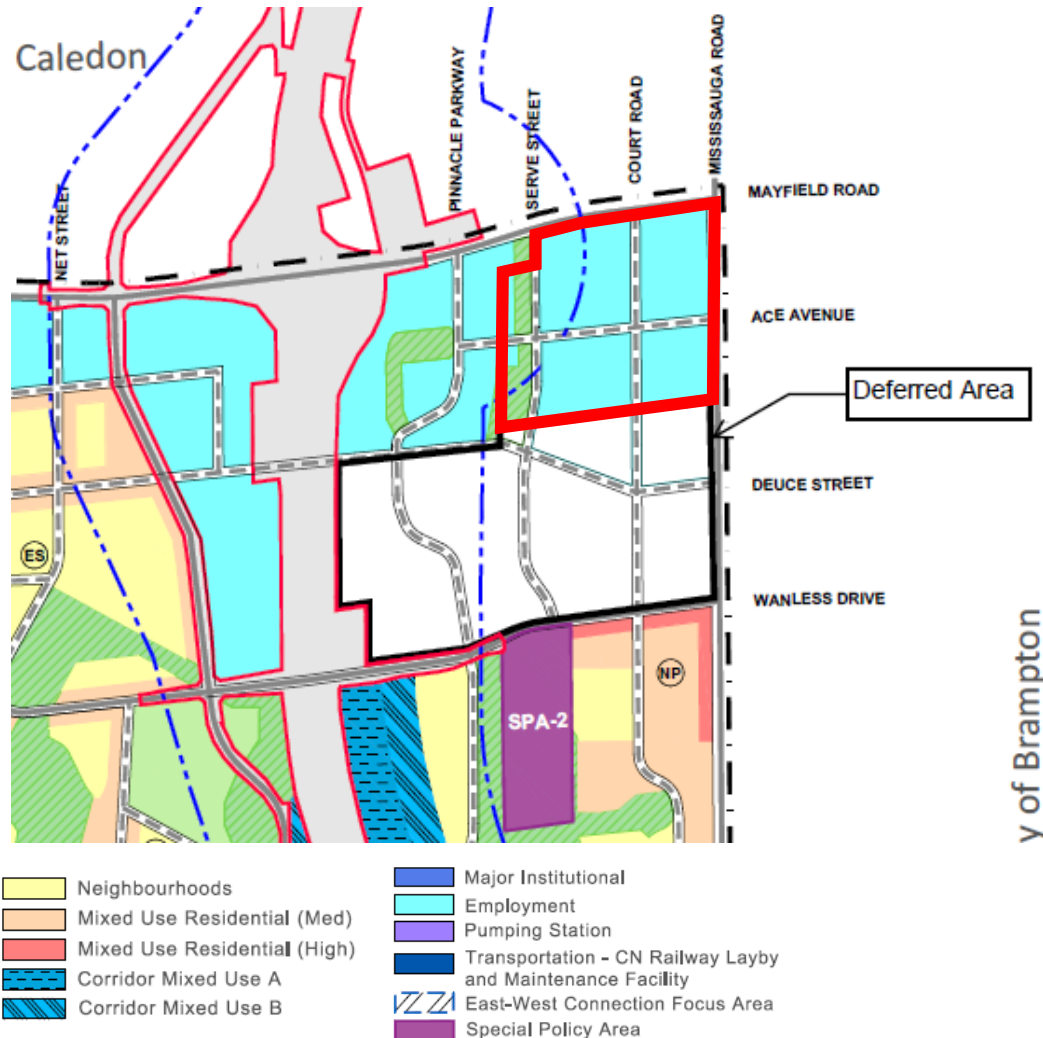 Caledon
NET STREET
PINNACLE PARKWAY
SERVE STREET
COURT ROAD
MISSISSAUGA ROAD
MAYFIELD ROAD
ACE AVENUE
Deferred Area
DEUCE STREET
ES
WANLESS DRIVE
NP
SPA-2
y of Brampton
Neighbourhoods
Mixed Use Residential (Med)
Mixed Use Residential (High)
Corridor Mixed Use A
Corridor Mixed Use B
Major Institutional
Employment
Pumping Station
Transportation - CN Railway Layby
and Maintenance Facility
East-West Connection Focus Area
Special Policy Area